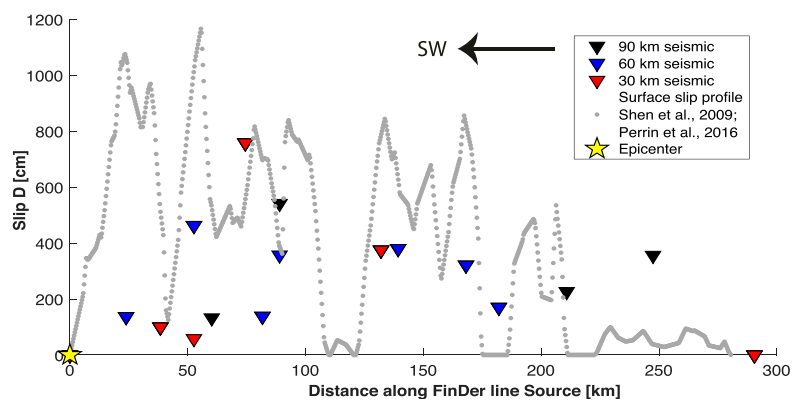 1200
1000
800
600
400
200
0
Slip D [cm]
SW
90 km seismic
60 km seismic
30 km seismic
Surface slip profile
Shen et al., 2009;
Perrin et al., 2016
Epicenter
0 50 100 150 200 250 300
Distance along FinDer line Source [km]